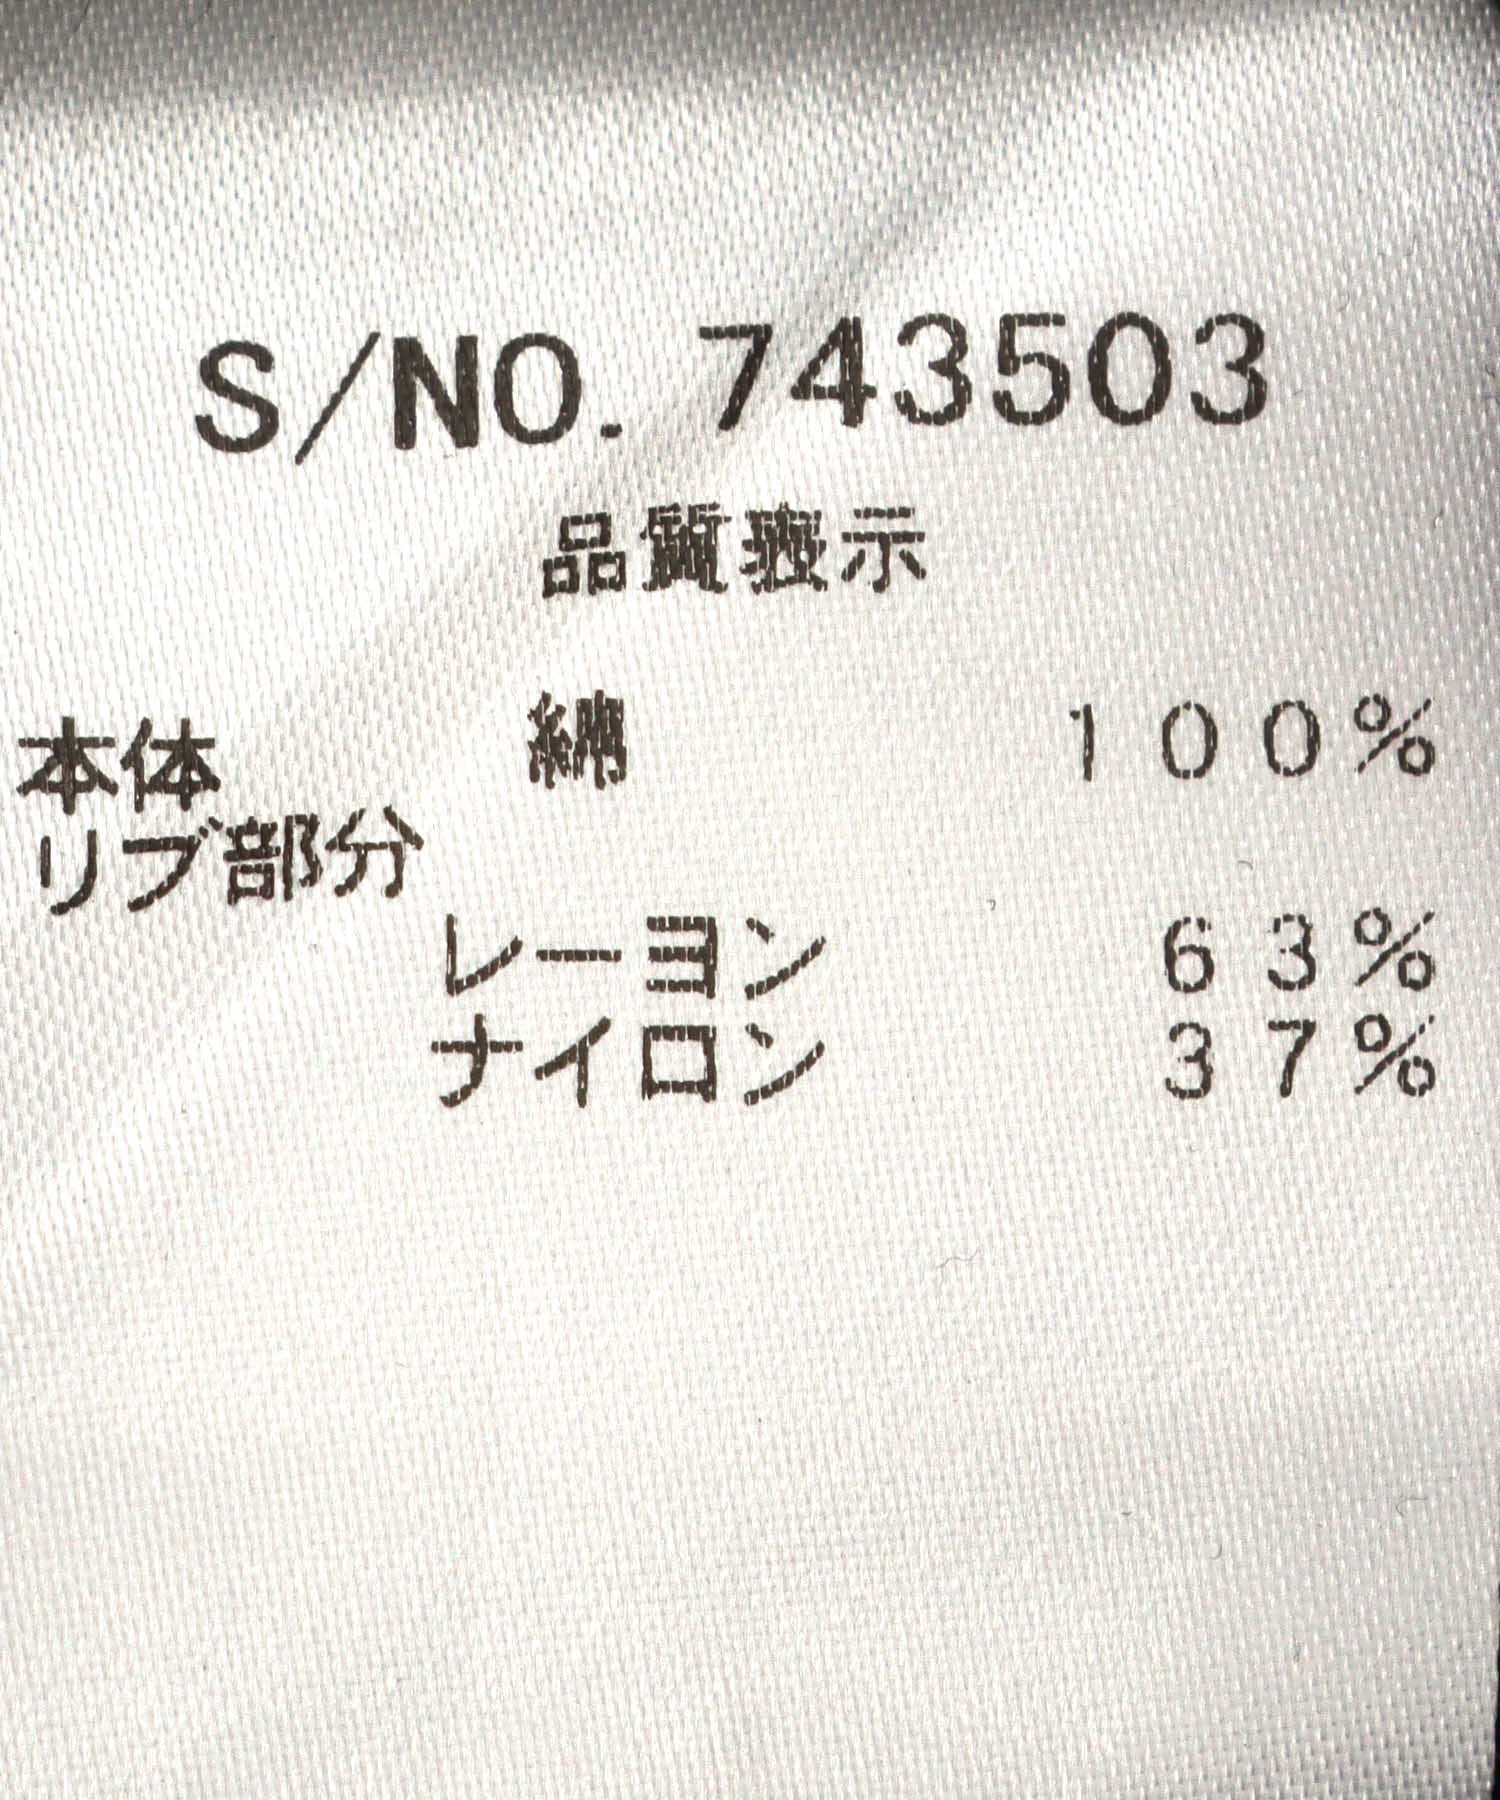 S/NO. 743503
品質表示
本体 綿 100%
リブ部分
レーヨン 63%
ナイロン 37%